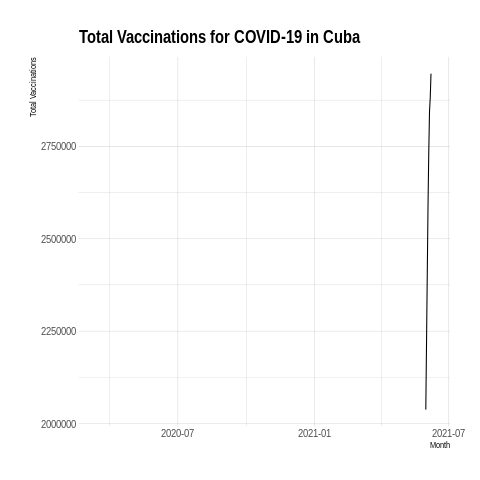 Total Vaccinations for COVID-19 in Cuba
Total Vaccinations
2750000
2500000
2250000
2000000
2020-07 2021-01 2021-07
Month